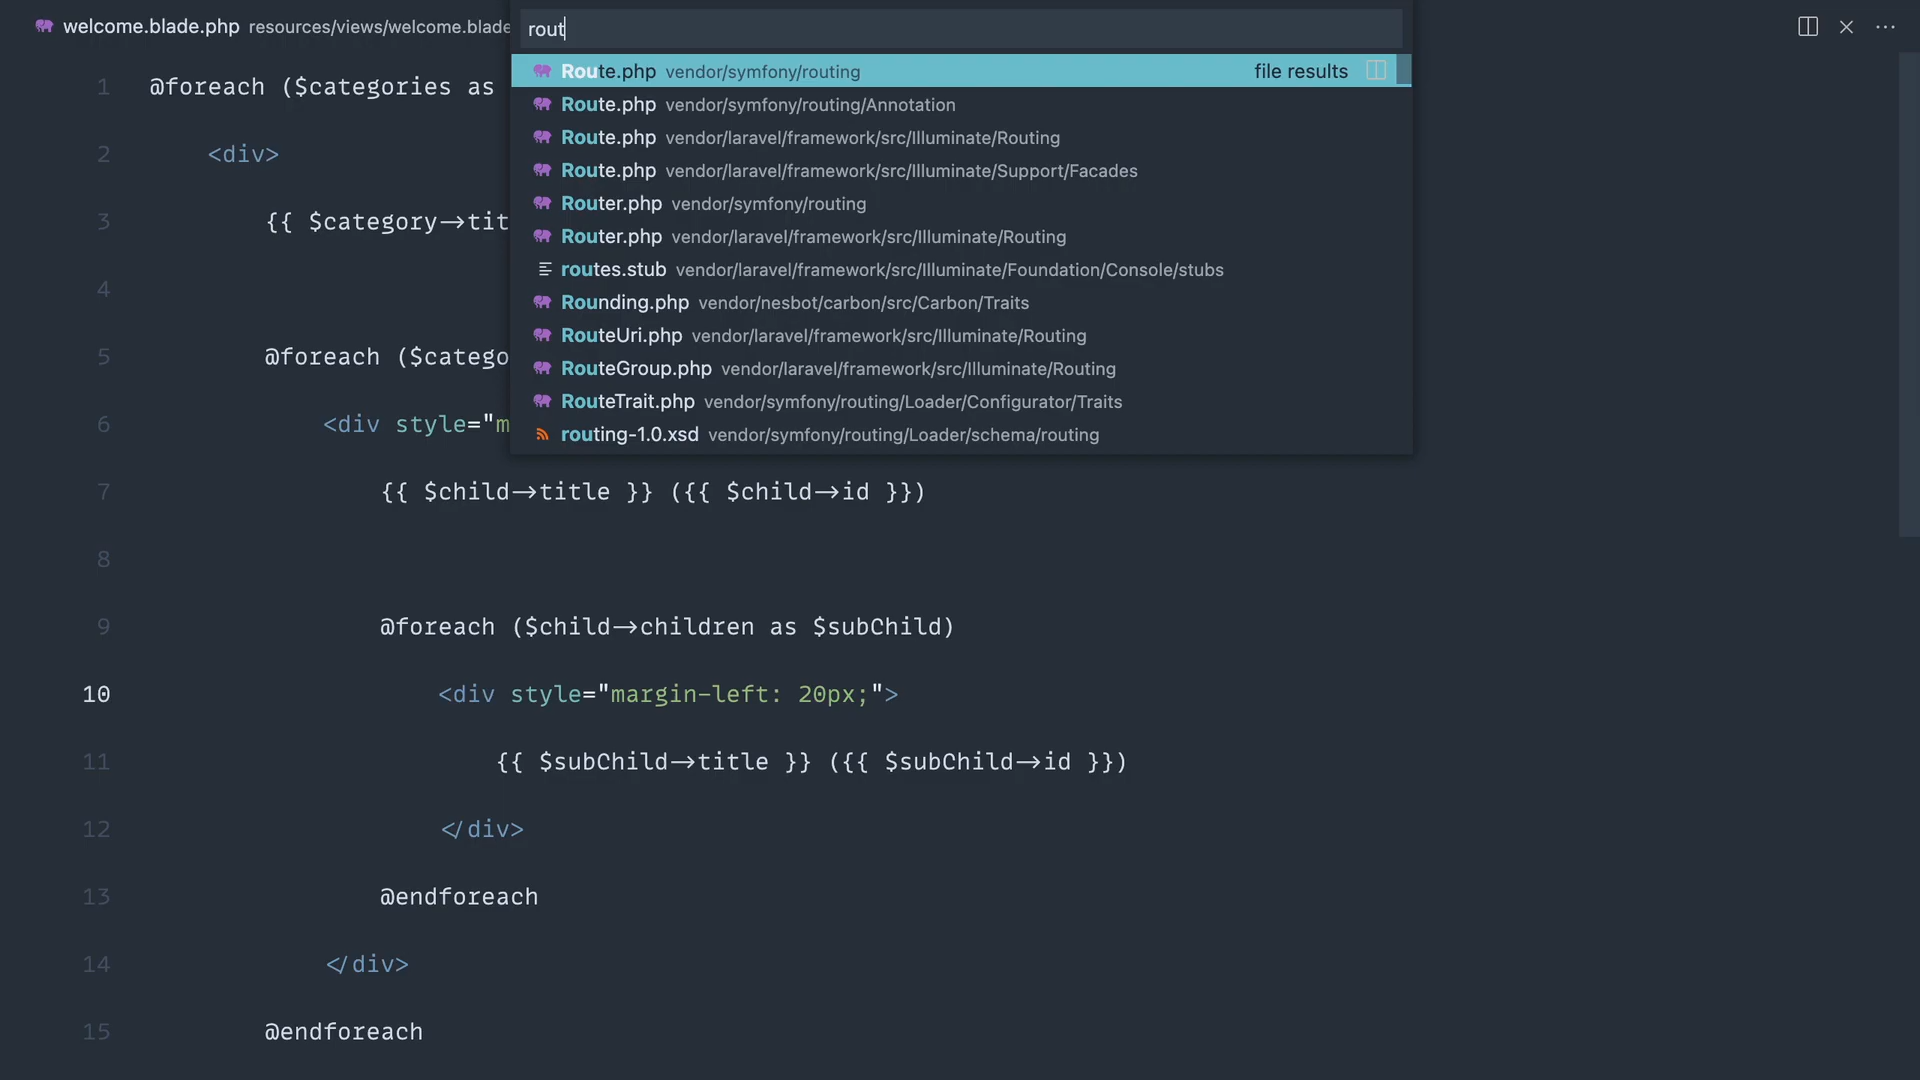 welcome.blade.php resources/views/welcome.blade
rout
Route.php vendor/symfony/routing file results
Route.php vendor/symfony/routing/Annotation
Route.php vendor/laravel/framework/src/Illuminate/Routing
Route.php vendor/laravel/framework/src/Illuminate/Support/Facades
Router.php vendor/symfony/routing
Router.php vendor/laravel/framework/src/Illuminate/Routing
routes.stub vendor/laravel/framework/src/Illuminate/Foundation/Console/stubs
Rounding.php vendor/nesbot/carbon/src/Carbon/Traits
RouteUri.php vendor/laravel/framework/src/Illuminate/Routing
RouteGroup.php vendor/laravel/framework/src/Illuminate/Routing
RouteTrait.php vendor/symfony/routing/Loader/Configurator/Traits
routing-1.0.xsd vendor/symfony/routing/Loader/schema/routing
1 @foreach ($categories as
2 <div>
3 {{ $category->tit
4
5 @foreach ($catego
6 <div style="m
7 {{ $child->title }} ({{ $child->id }})
8
9 @foreach ($child->children as $subChild)
10 <div style="margin-left: 20px;">
11 {{ $subChild->title }} ({{ $subChild->id }})
12 </div>
13 @endforeach
14 </div>
15 @endforeach